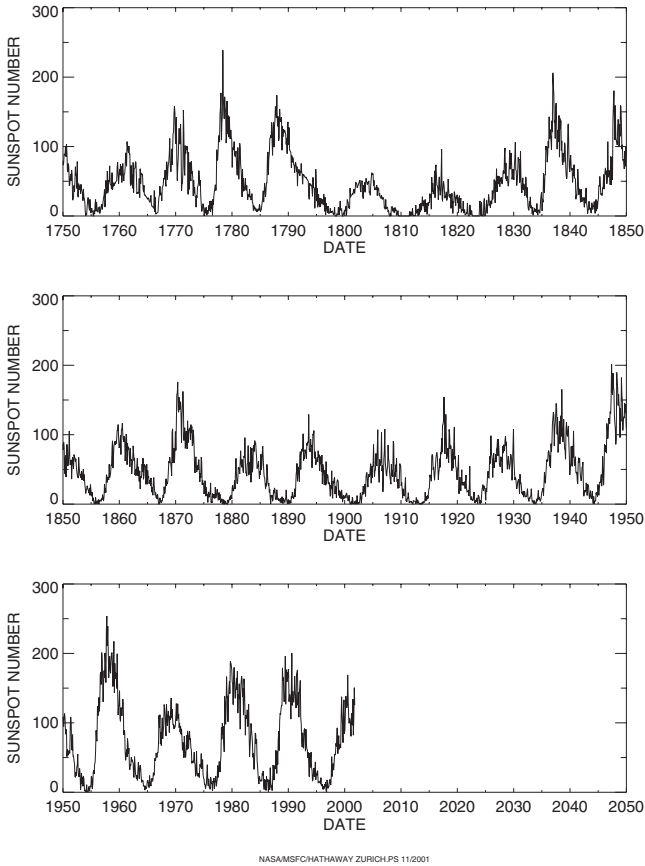 300
200
100
0
SUNSPOT NUMBER
1750 1760 1770 1780 1790 1800 1810 1820 1830 1840 1850
DATE
300
200
100
0
SUNSPOT NUMBER
1850 1860 1870 1880 1890 1900 1910 1920 1930 1940 1950
DATE
300
200
100
0
SUNSPOT NUMBER
1950 1960 1970 1980 1990 2000 2010 2020 2030 2040 2050
DATE
NASA/MSFC/HATHAWAY ZURICH.PS 11/2001